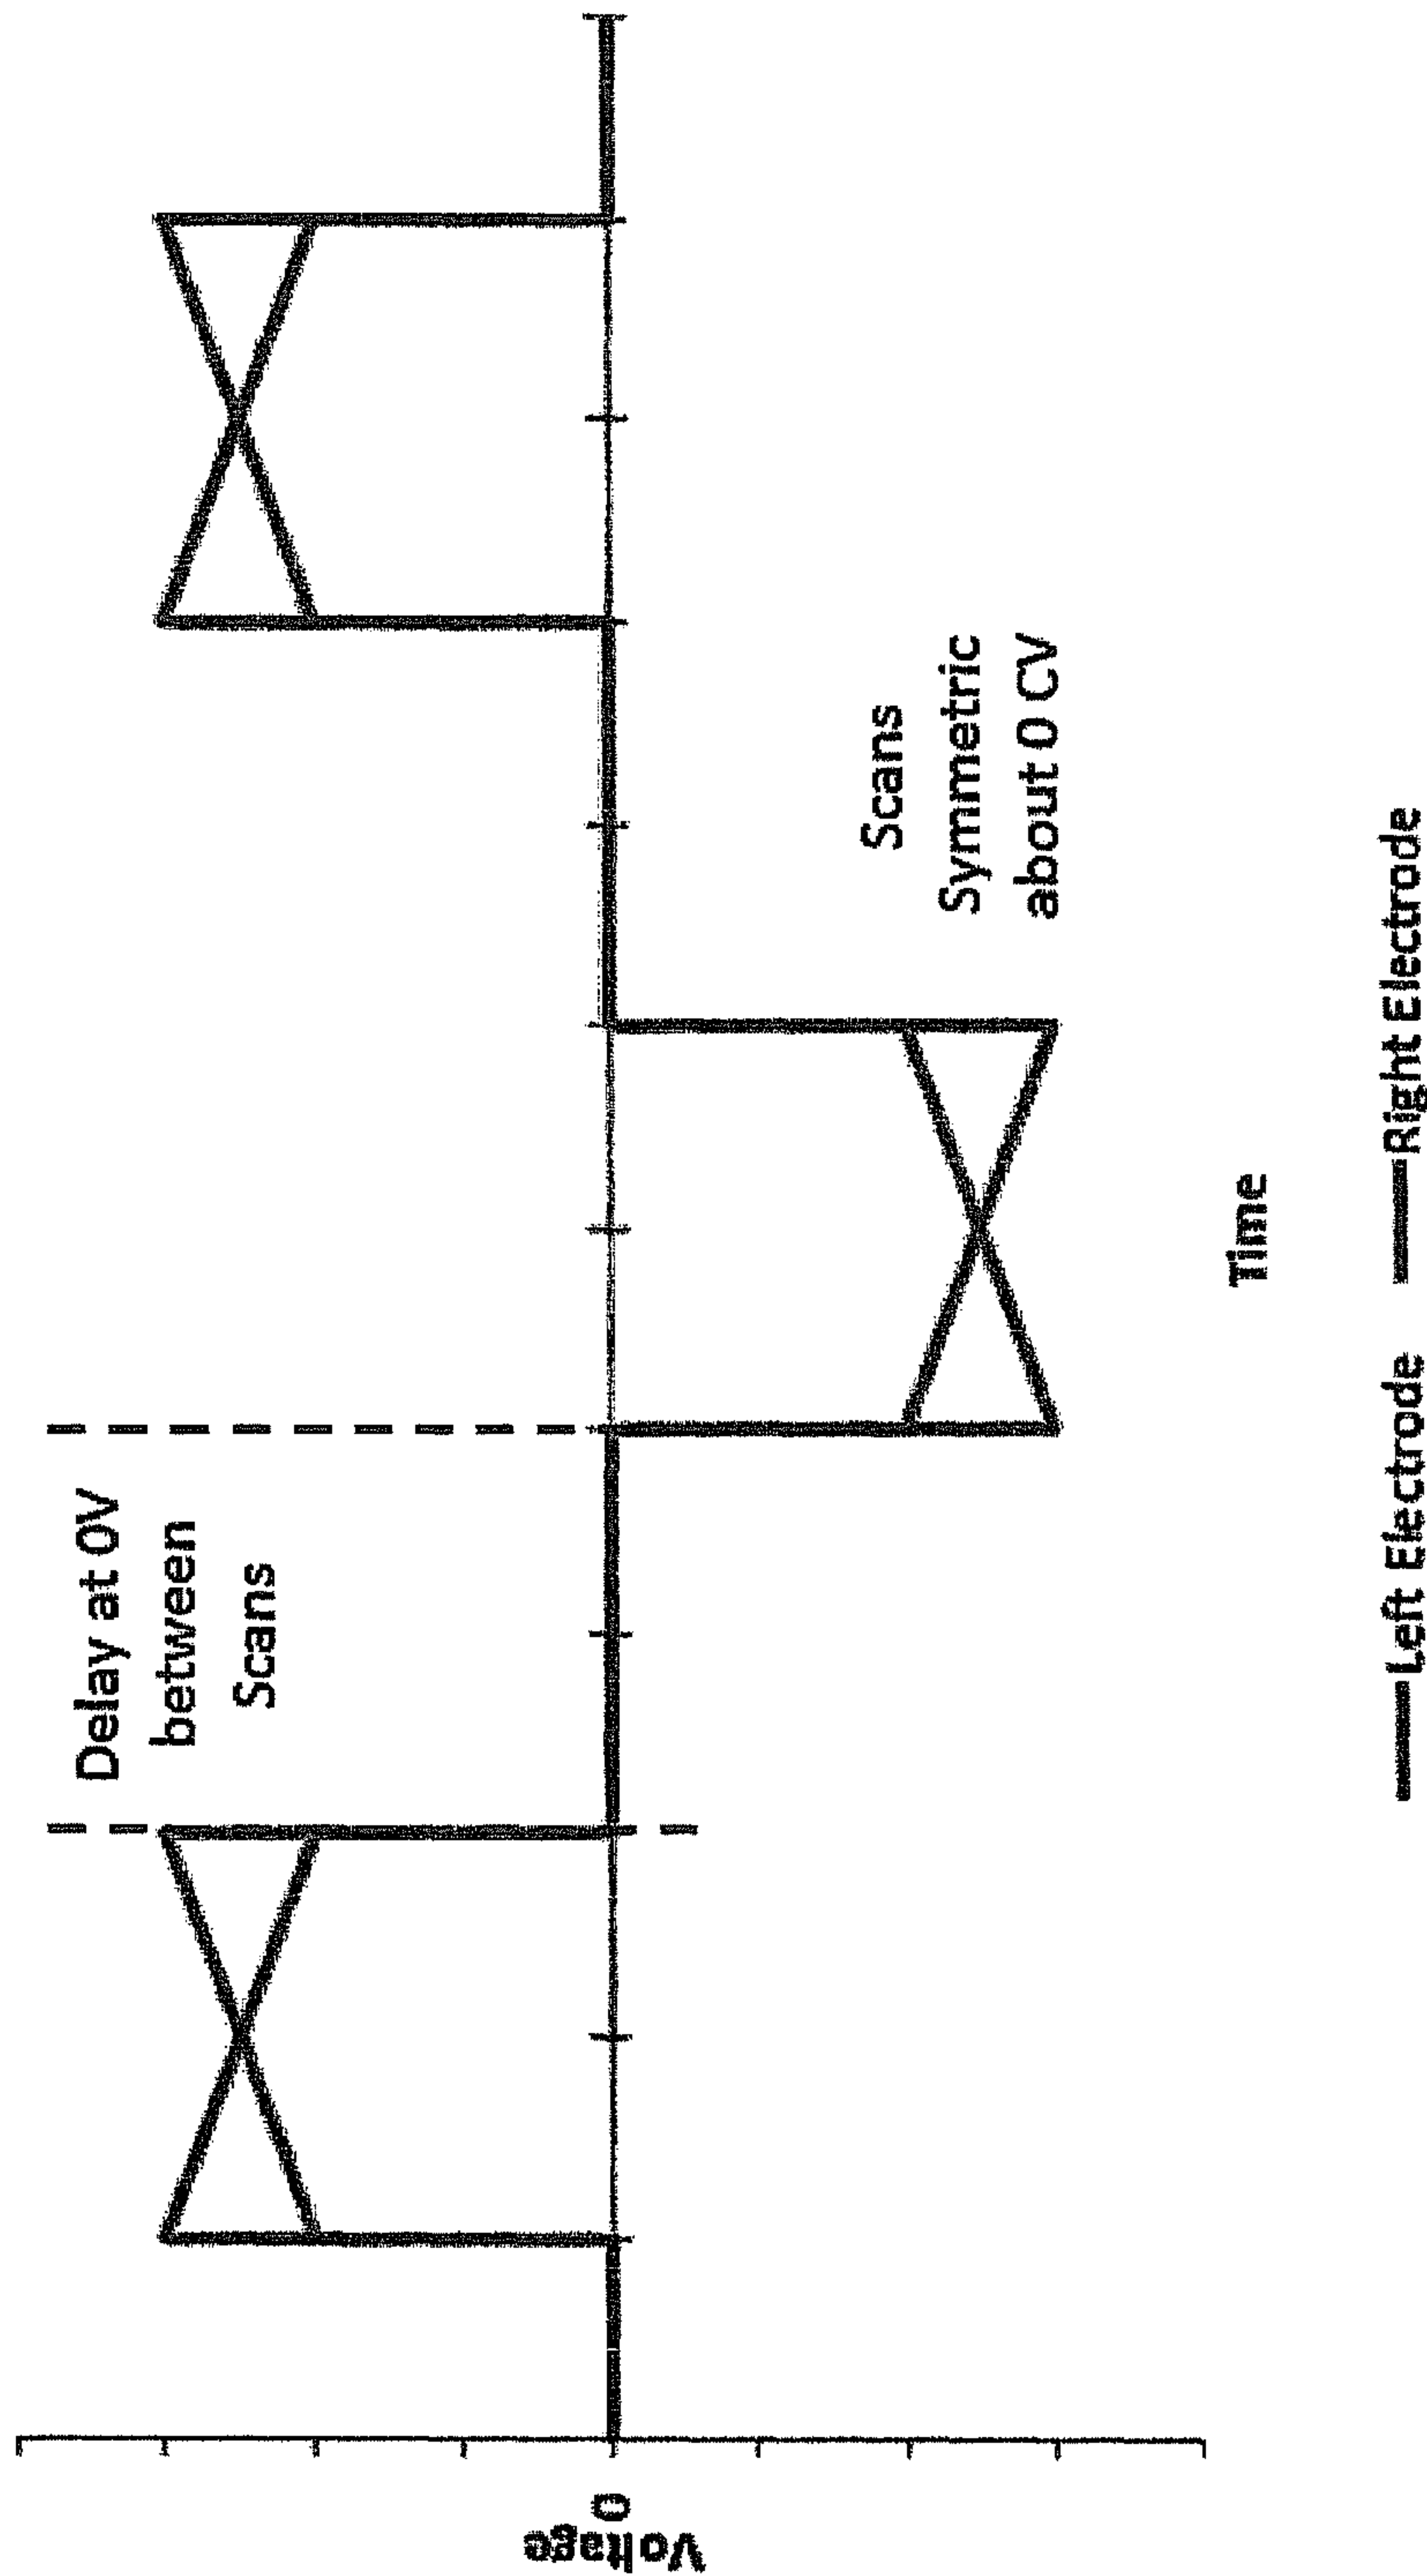 Delay at 0V
between
Scans
Voltage
0
Scans
Symmetric
about 0 CV
Time
Left Electrode
Right Electrode